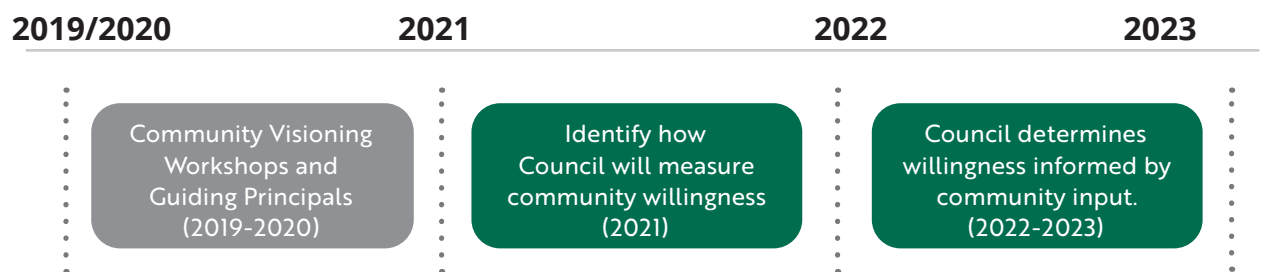 2019/2020 2021 2022 2023
Community Visioning
Workshops and
Guiding Principals
(2019-2020)
Identify how
Council will measure
community willingness
(2021)
Council determines
willingness informed by
community input.
(2022-2023)